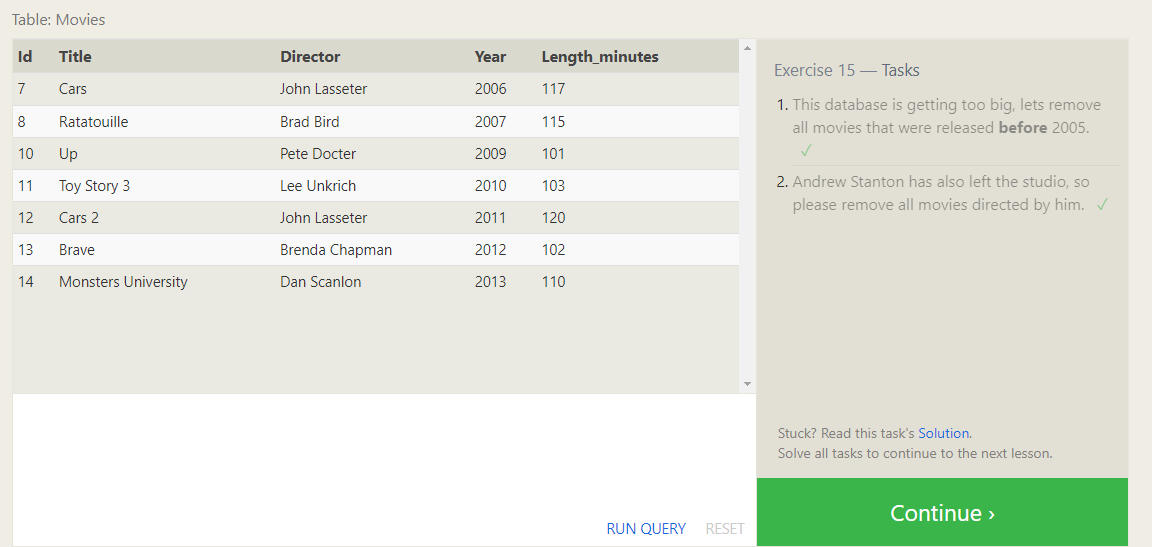 Table: Movies
Id Title Director Year Length_minutes
7 Cars John Lasseter 2006 117
8 Ratatouille Brad Bird 2007 115
10 Up Pete Docter 2009 101
11 Toy Story 3 Lee Unkrich 2010 103
12 Cars 2 John Lasseter 2011 120
13 Brave Brenda Chapman 2012 102
14 Monsters University Dan Scanlon 2013 110
RUN QUERY RESET
Exercise 15 — Tasks
1. This database is getting too big, lets remove
all movies that were released before 2005.
✓
2. Andrew Stanton has also left the studio, so
please remove all movies directed by him. ✓
Stuck? Read this task's Solution.
Solve all tasks to continue to the next lesson.
Continue ›